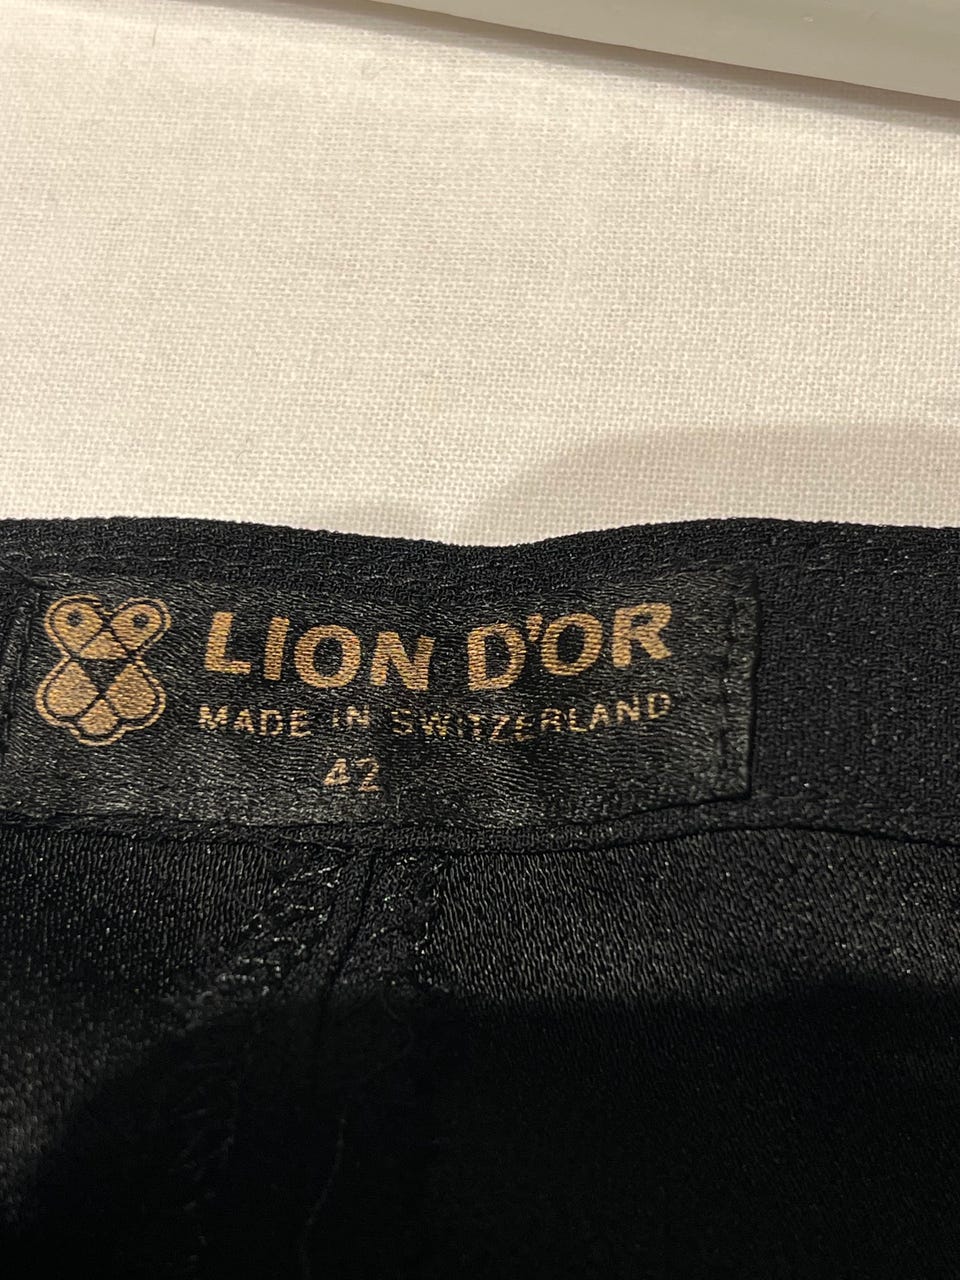 LION D'OR
MADE IN SWITZERLAND
42